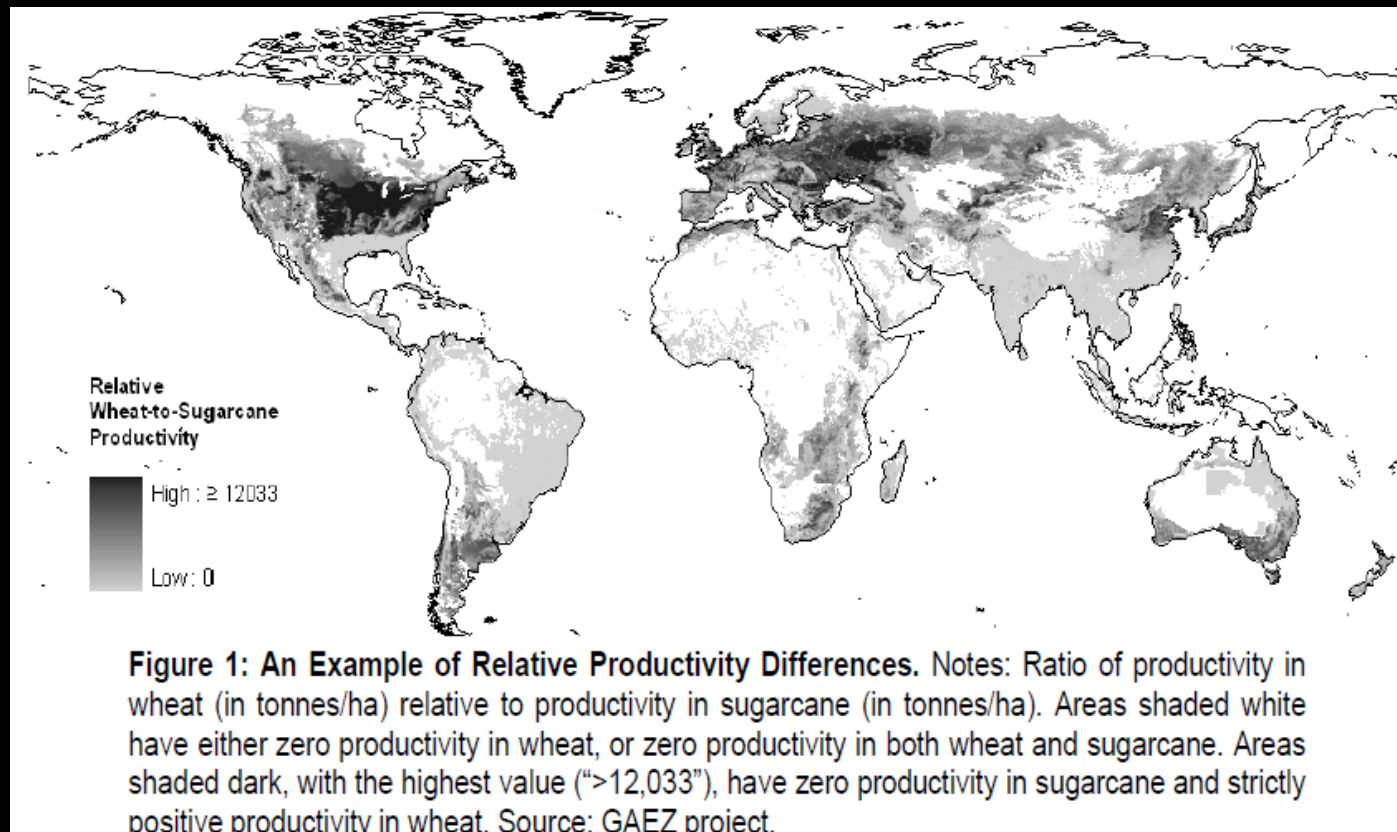 Relative
Wheat-to-Sugarcane
Productivity
High : ≥ 12033
Low : 0
Figure 1: An Example of Relative Productivity Differences. Notes: Ratio of productivity in
wheat (in tonnes/ha) relative to productivity in sugarcane (in tonnes/ha). Areas shaded white
have either zero productivity in wheat, or zero productivity in both wheat and sugarcane. Areas
shaded dark, with the highest value (“>12,033”), have zero productivity in sugarcane and strictly
positive productivity in wheat. Source: GAEZ project.